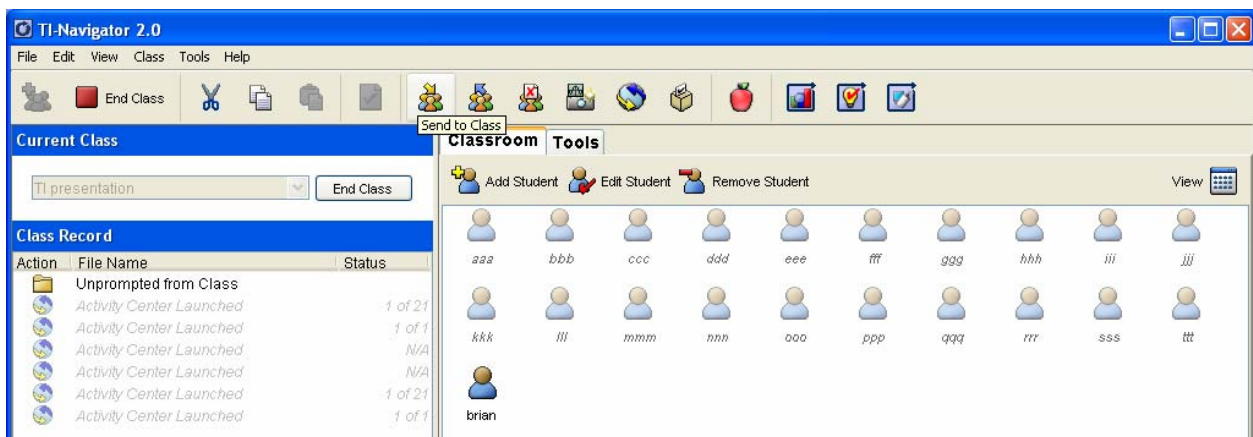 TI-Navigator 2.0
File Edit View Class Tools Help
End Class
Send to Class
Current Class
TI presentation
End Class
Class Record
Action File Name Status
Unprompted from Class
Activity Center Launched 1 of 21
Activity Center Launched 1 of 1
Activity Center Launched N/A
Activity Center Launched N/A
Activity Center Launched 1 of 21
Activity Center Launched 1 of 1
Classroom Tools
Add Student Edit Student Remove Student View
aaa bbb ccc ddd eee fff ggg hhh iii jjj
kkk lll mmm nnn ooo ppp qqq rrr sss ttt
brian